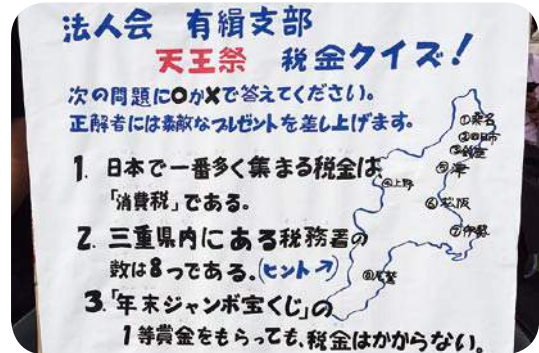 法人会 有緝支部
天王祭 税金クイズ!
次の問題に○か×で答えてください。
正解者には素敵なプレゼントを差し上げます。
1. 日本で一番多く集まる税金は
「消費税」である。
2. 三重県内にある税務署の
数は8つである。(ヒント↗)
3.「年末ジャンボ宝くじ」の
1等賞金をもらっても、税金はかからない。
①桑名
②四日市
③鈴鹿
⑤津
④上野
⑥松阪
⑦伊勢
⑧尾鷲